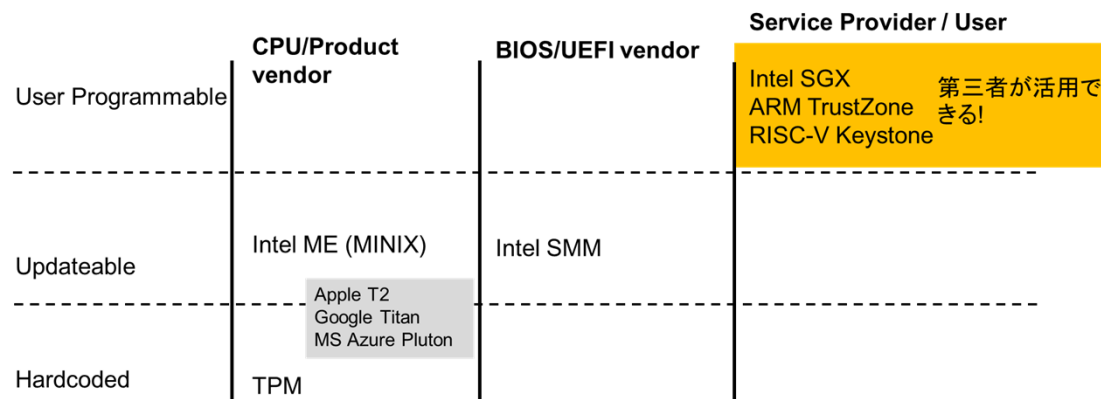 Service Provider / User
CPU/Product
vendor
BIOS/UEFI vendor
User Programmable
Intel SGX
ARM TrustZone
RISC-V Keystone
第三者が活用で
きる!
Updateable
Intel ME (MINIX)
Intel SMM
Apple T2
Google Titan
MS Azure Pluton
Hardcoded
TPM